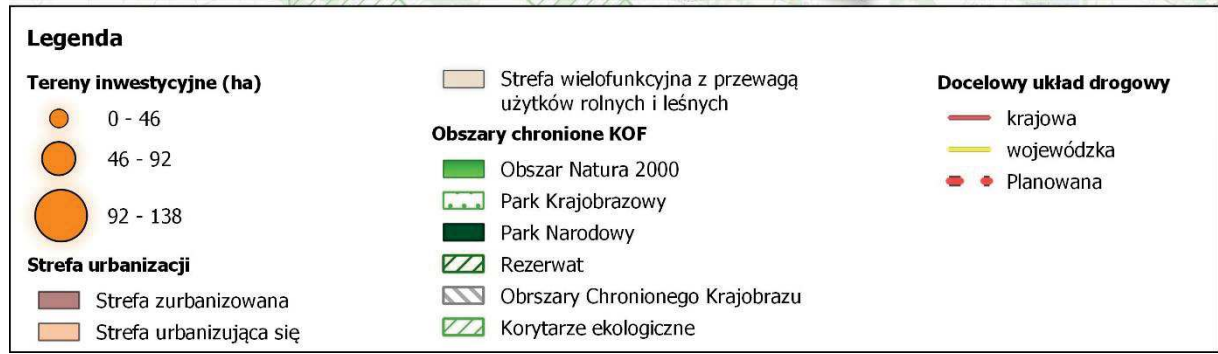 Legenda
Tereny inwestycyjne (ha)
0 - 46
46 - 92
92 - 138
Strefa urbanizacji
Strefa zurbanizowana
Strefa urbanizująca się
Strefa wielofunkcyjna z przewagą
użytków rolnych i leśnych
Obszary chronione KOF
Obszar Natura 2000
Park Krajobrazowy
Park Narodowy
Rezerwat
Obrszary Chronionego Krajobrazu
Korytarze ekologiczne
Docelowy układ drogowy
krajowa
wojewódzka
Planowana